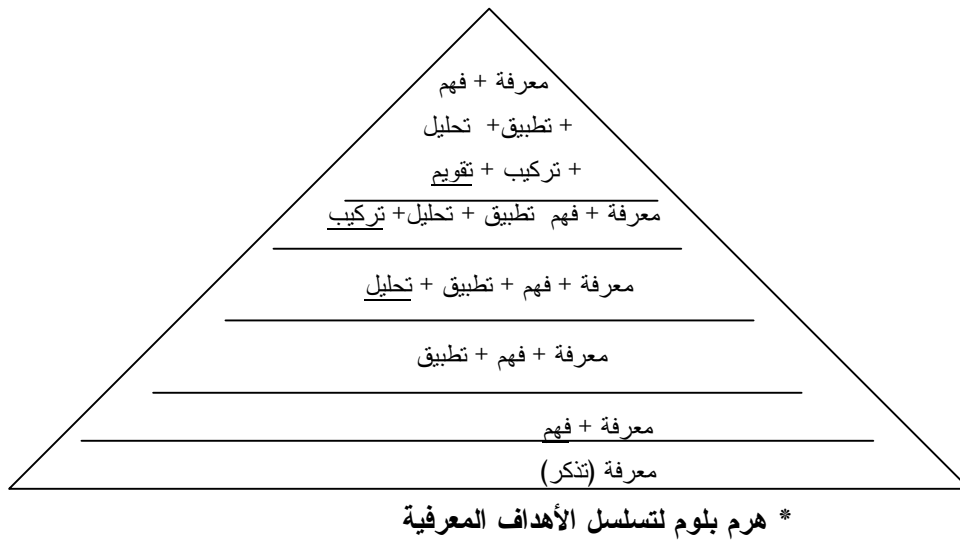 معرفة + فهم
+ تطبيق+ تحليل
+ تركيب + تقويم
معرفة + فهم تطبيق + تحليل+ تركيب
معرفة + فهم + تطبيق + تحليل
معرفة + فهم + تطبيق
معرفة + فهم
معرفة (تذكر)
* هرم بلوم لتسلسل الأهداف المعرفية